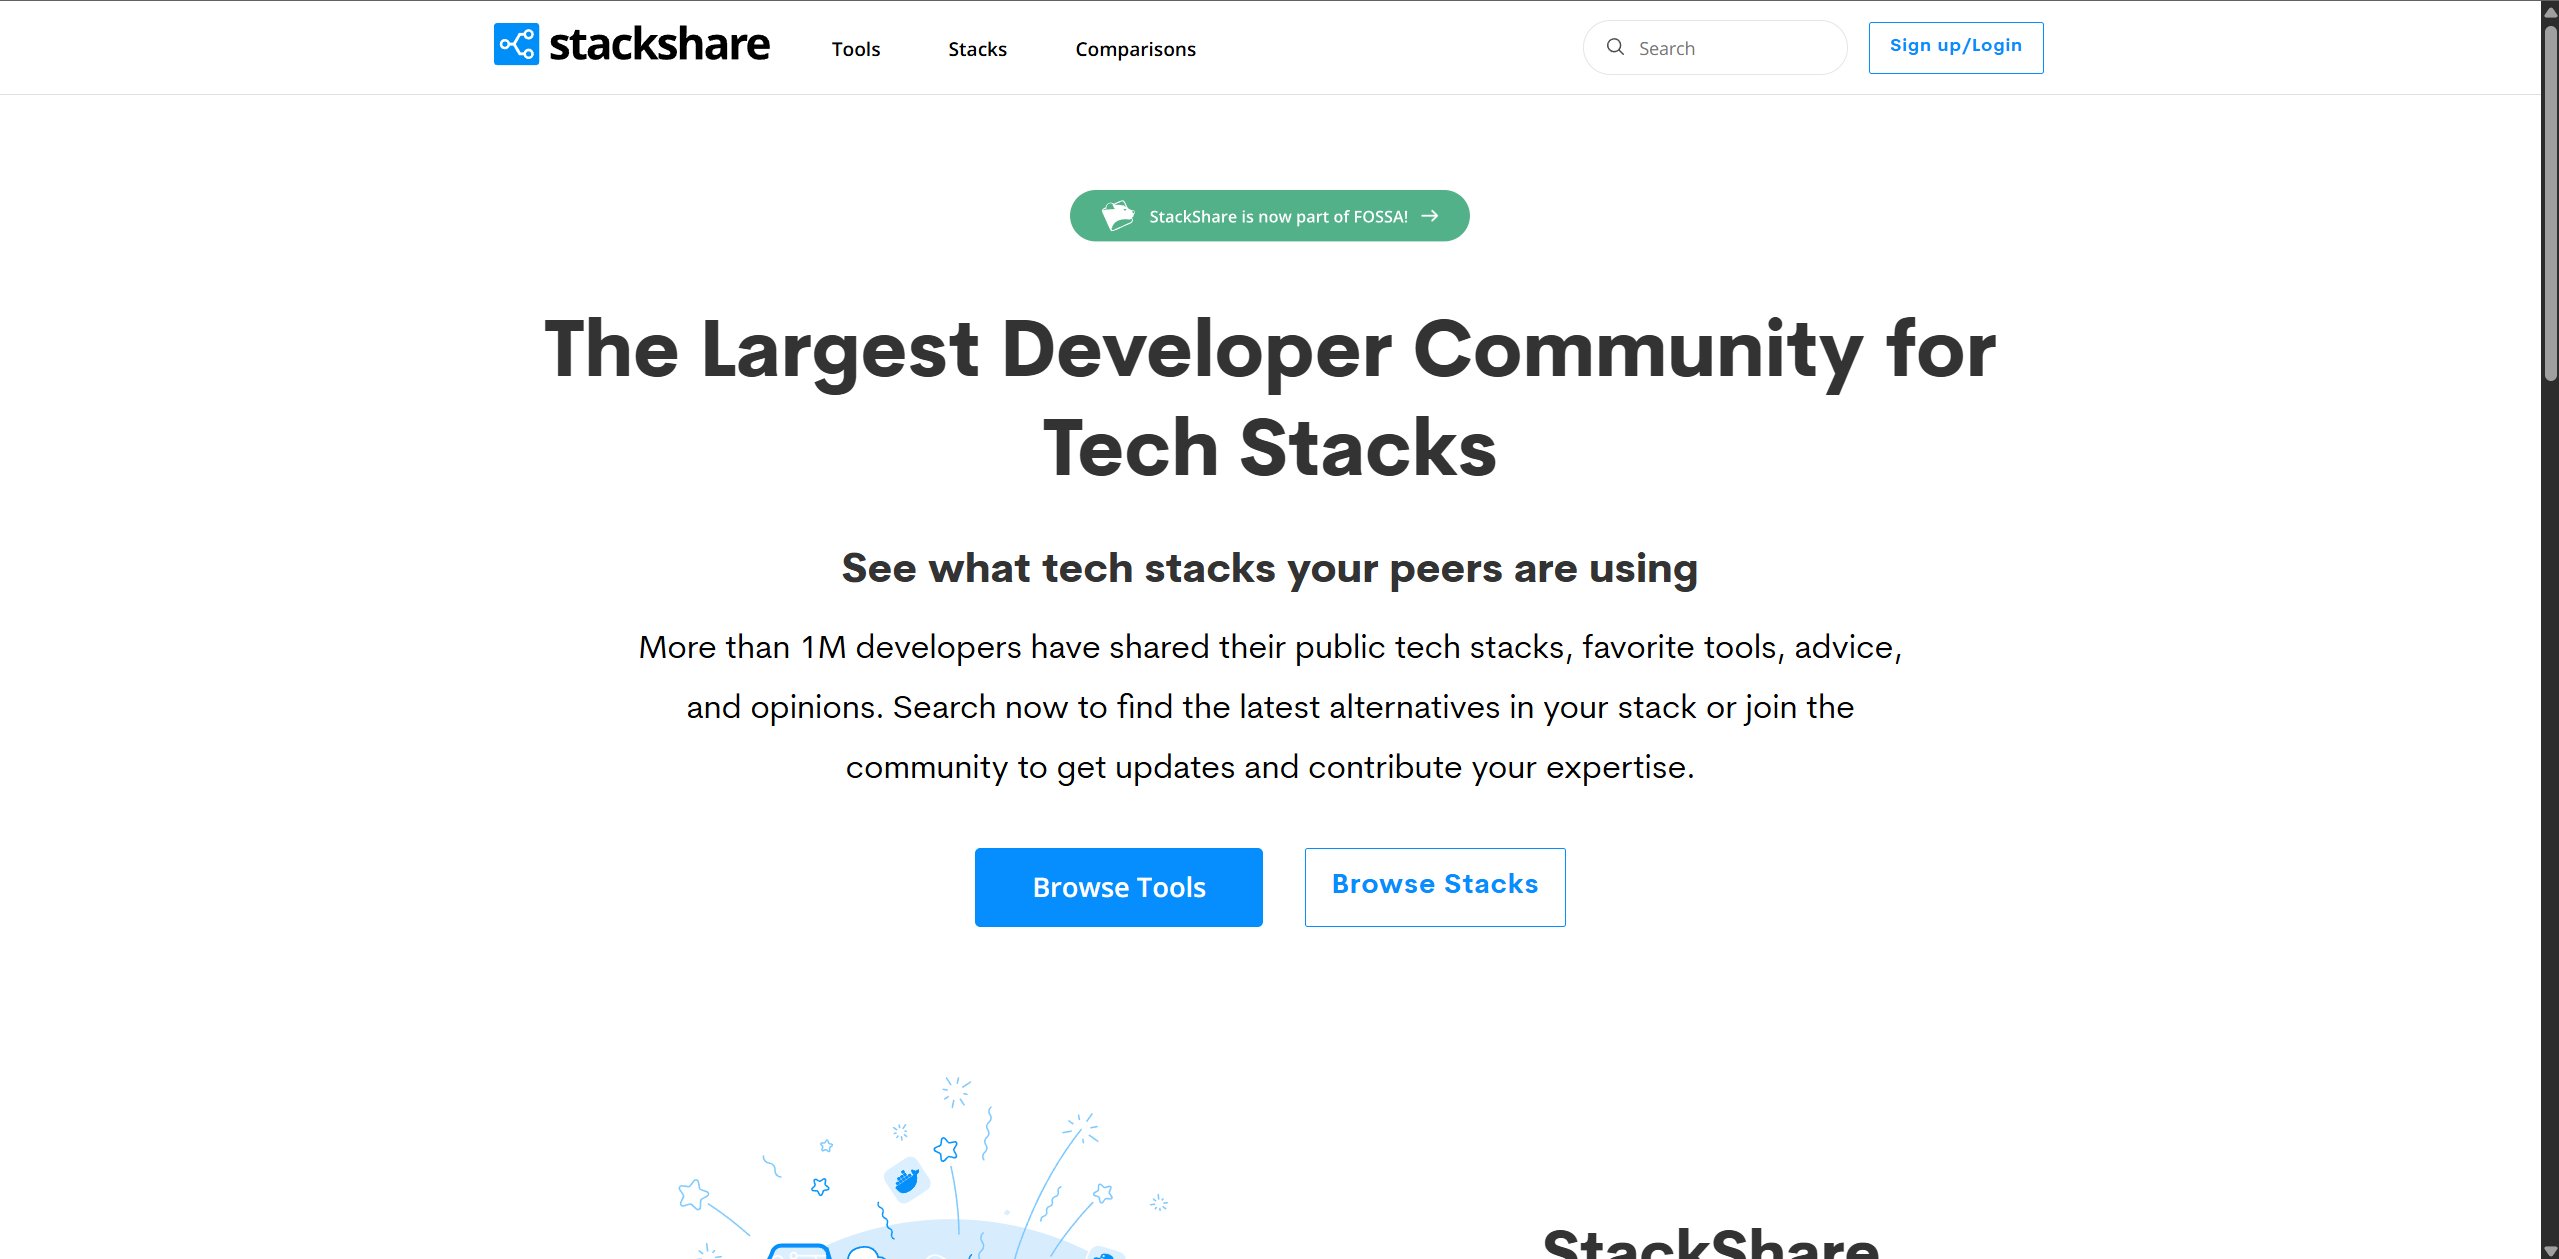 stackshare
Tools
Stacks
Comparisons
Search
Sign up/Login
StackShare is now part of FOSSA!
The Largest Developer Community for
Tech Stacks
See what tech stacks your peers are using
More than 1M developers have shared their public tech stacks, favorite tools, advice,
and opinions. Search now to find the latest alternatives in your stack or join the
community to get updates and contribute your expertise.
Browse Tools
Browse Stacks
StackShare